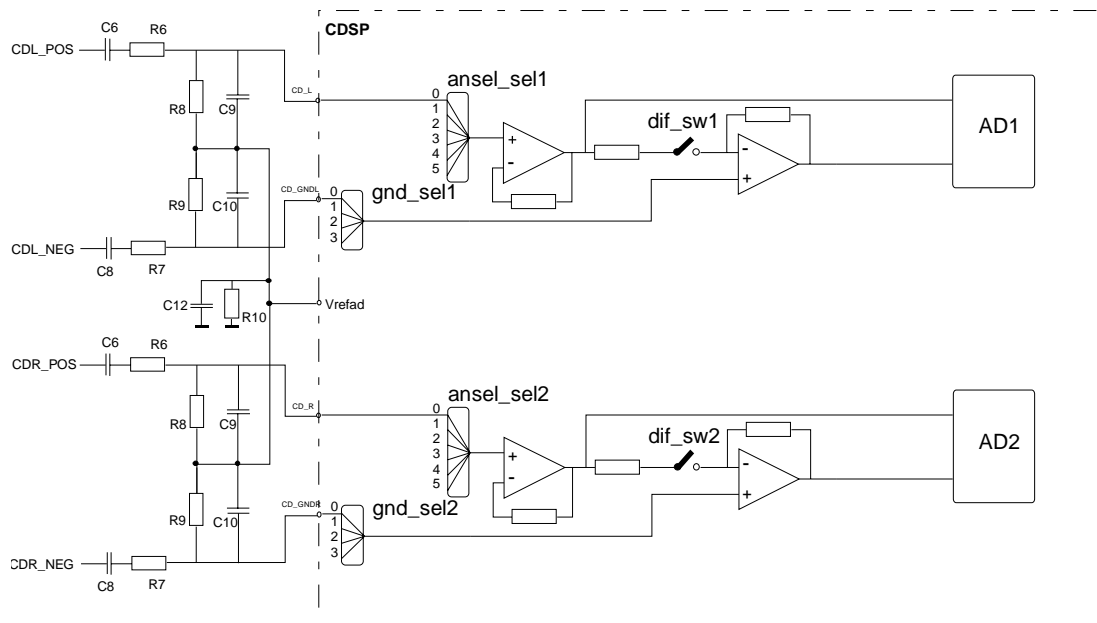 CDSP
C6
R6
CDL_POS
ansel_sel1
CD_L
R8
C9
0
1
2
3
4
5
+
-
dif_sw1
-
+
AD1
CD_GNDL
gnd_sel1
0
1
2
3
R9
C10
CDL_NEG
C8
R7
C12
R10
Vrefad
C6
R6
CDR_POS
ansel_sel2
CD_R
R8
C9
0
1
2
3
4
5
+
-
dif_sw2
-
+
AD2
CD_GNDR
gnd_sel2
0
1
2
3
R9
C10
CDR_NEG
C8
R7